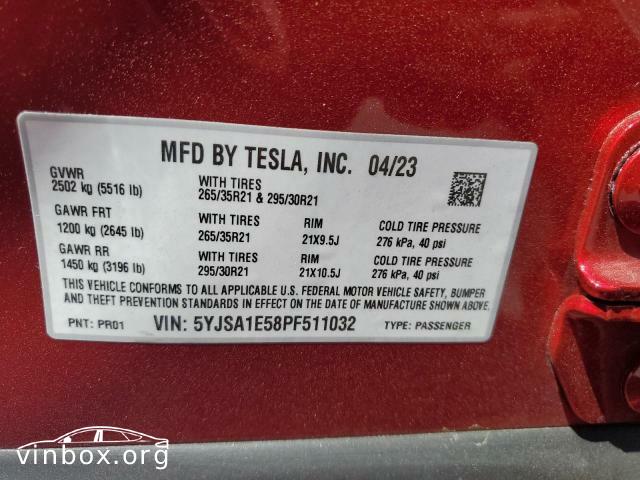 MFD BY TESLA, INC. 04/23
GVWR
2502 kg (5516 lb)
WITH TIRES
265/35R21 & 295/30R21
GAWR FRT
1200 kg (2645 lb)
WITH TIRES
265/35R21
RIM
21X9.5J
COLD TIRE PRESSURE
276 kPa, 40 psi
GAWR RR
1450 kg (3196 lb)
WITH TIRES
295/30R21
RIM
21X10.5J
COLD TIRE PRESSURE
276 kPa, 40 psi
THIS VEHICLE CONFORMS TO ALL APPLICABLE U.S. FEDERAL MOTOR VEHICLE SAFETY, BUMPER
AND THEFT PREVENTION STANDARDS IN EFFECT ON THE DATE OF MANUFACTURE SHOWN ABOVE.
PNT: PR01 VIN: 5YJSA1E58PF511032 TYPE: PASSENGER
vinbox.org